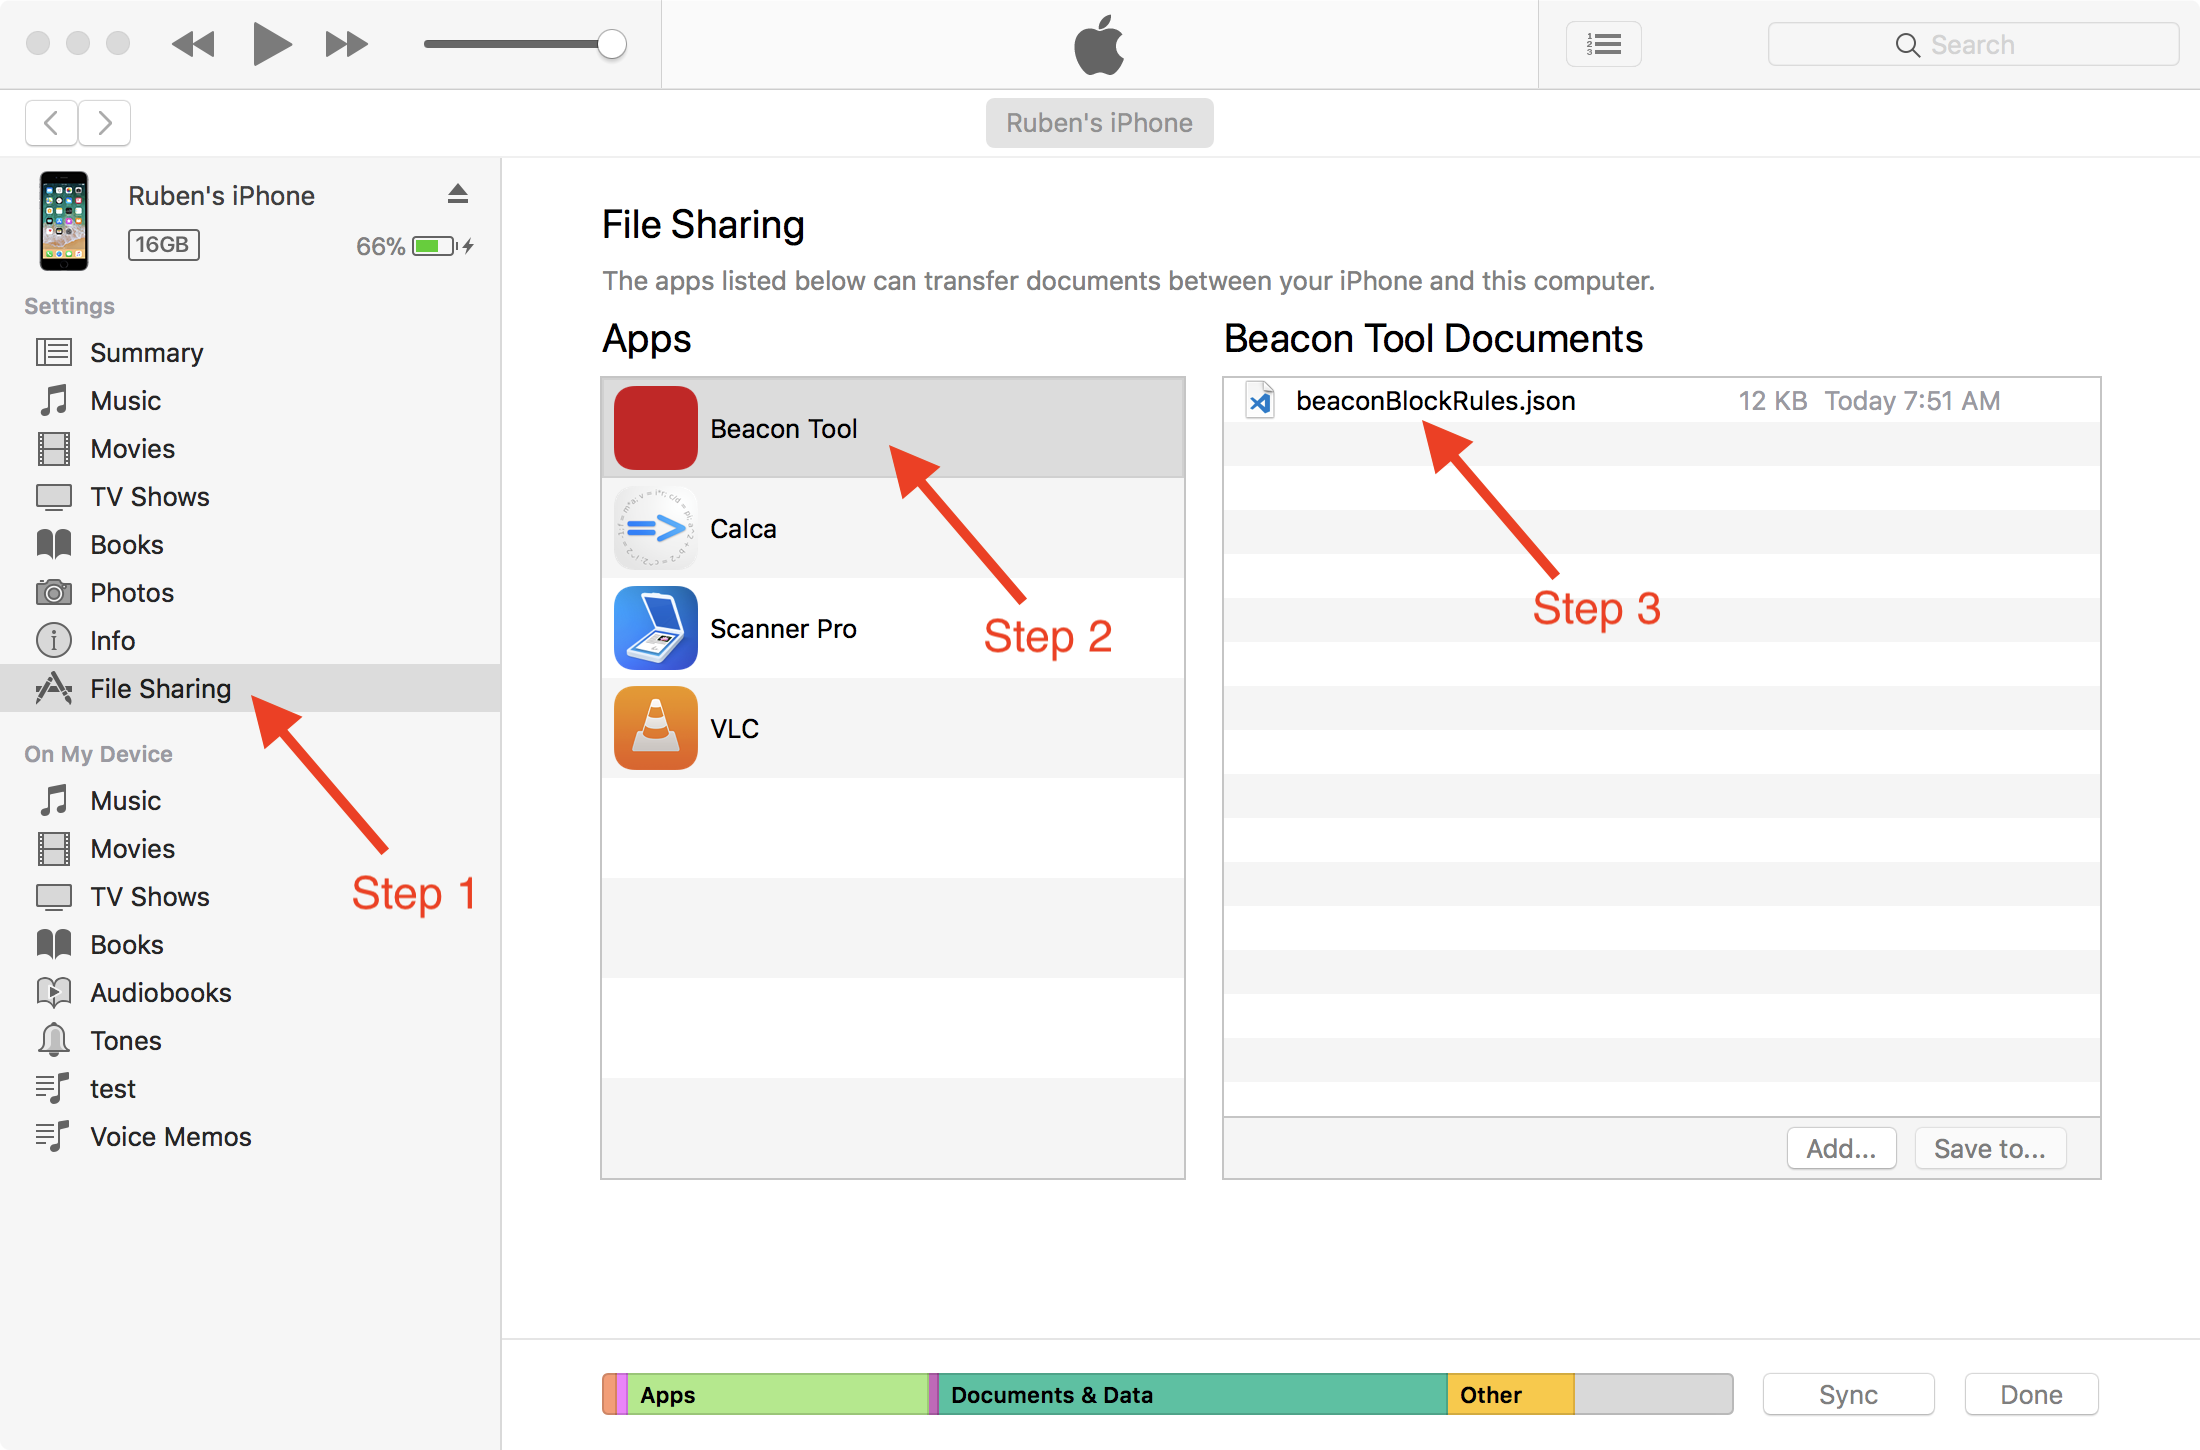 Search
Ruben's iPhone
Ruben's iPhone
16GB
66%
Settings
Summary
Music
Movies
TV Shows
Books
Photos
Info
File Sharing
On My Device
Music
Movies
TV Shows
Books
Audiobooks
Tones
test
Voice Memos
Step 1
File Sharing
The apps listed below can transfer documents between your iPhone and this computer.
Apps
Beacon Tool
Calca
Scanner Pro
VLC
Step 2
Beacon Tool Documents
beaconBlockRules.json 12 KB Today 7:51 AM
Step 3
Add...
Save to...
Apps
Documents & Data
Other
Sync
Done